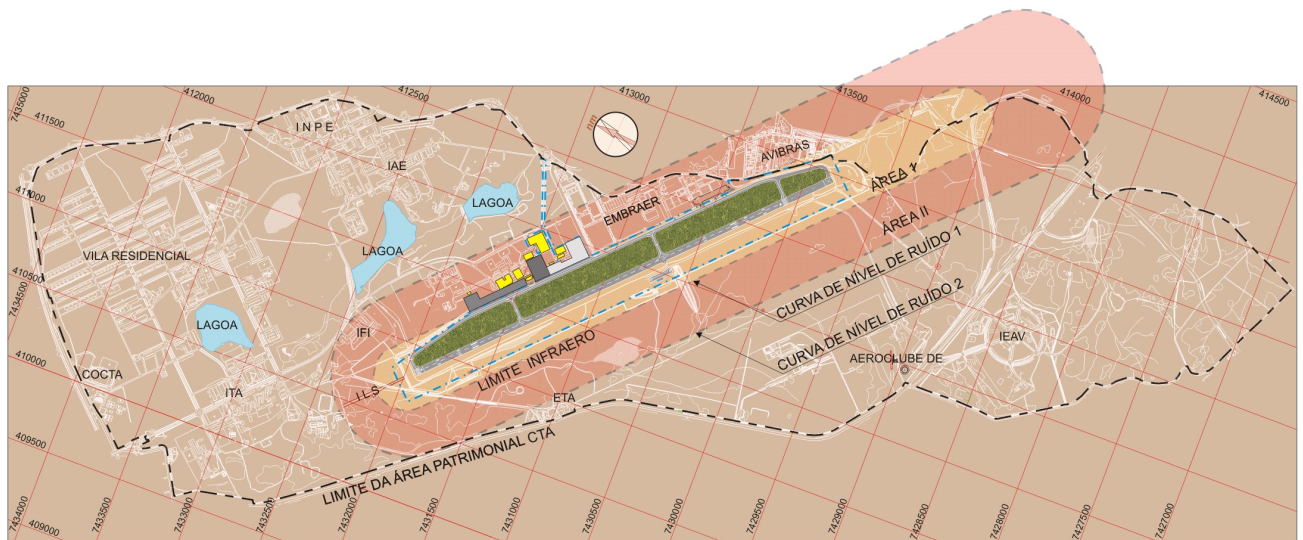 7435000
412000
412500
413000
413500
414000
414500
411500
411000
410500
7434500
410000
409500
7434000
409000
nm
INPE
IAE
LAGOA
AVIBRAS
EMBRAER
ÁREA 1
ÁREA II
VILA RESIDENCIAL
LAGOA
CURVA DE NÍVEL DE RUÍDO 1
CURVA DE NÍVEL DE RUÍDO 2
LAGOA
IFI
IEAV
AEROCLUBE DE
LIMITE INFRAERO
COCTA
ITA
I.L.S
ETA
LIMITE DA ÁREA PATRIMONIAL CTA
7433500
7433000
7432500
7432000
7431500
7431000
7430500
7430000
7429500
7429000
7428500
7428000
7427500
7427000